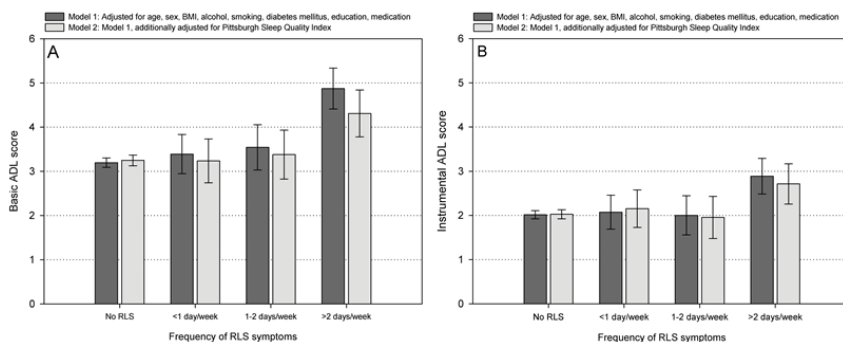 Model 1: Adjusted for age, sex, BMI, alcohol, smoking, diabetes mellitus, education, medication
Model 2: Model 1, additionally adjusted for Pittsburgh Sleep Quality Index
A
6
5
4
3
2
1
0
Basic ADL score
No RLS
<1 day/week
1-2 days/week
>2 days/week
Frequency of RLS symptoms
Model 1: Adjusted for age, sex, BMI, alcohol, smoking, diabetes mellitus, education, medication
Model 2: Model 1, additionally adjusted for Pittsburgh Sleep Quality Index
B
6
5
4
3
2
1
0
Instrumental ADL score
No RLS
<1 day/week
1-2 days/week
>2 days/week
Frequency of RLS symptoms